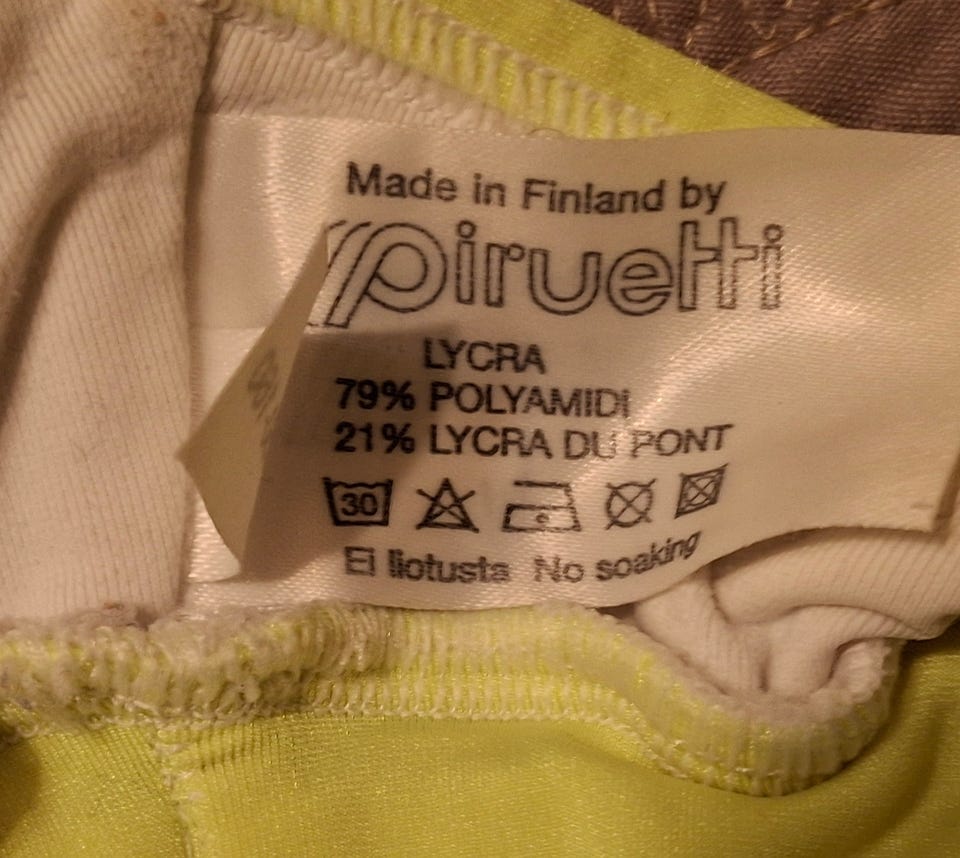 Made in Finland by
piruetti
LYCRA
79% POLYAMIDI
21% LYCRA DU PONT
30
Ei liotusta No soaking